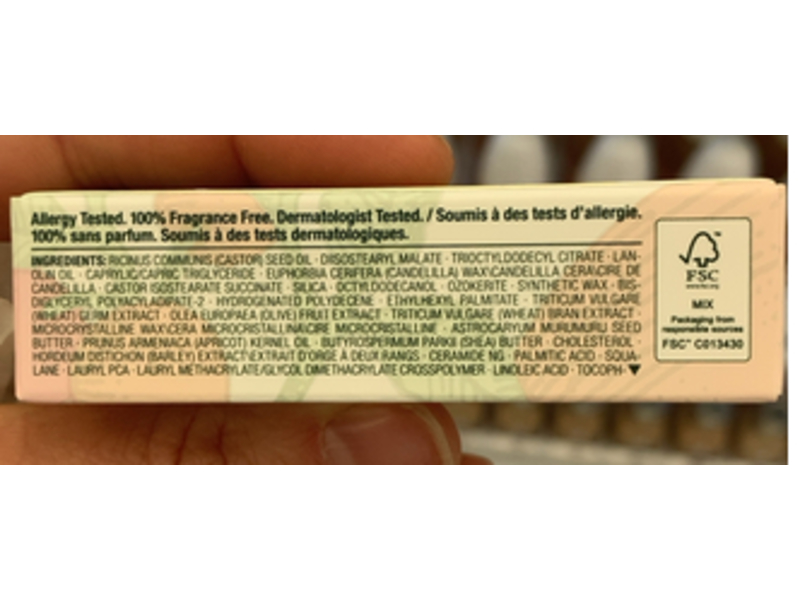 Allergy Tested. 100% Fragrance Free. Dermatologist Tested. / Soumis à des tests d'allergie.
100% sans parfum. Soumis à des tests dermatologiques.
INGREDIENTS: RICINUS COMMUNIS (CASTOR) SEED OIL · DIISOSTEARYL MALATE · TRIOCTYLDODECYL CITRATE · LAN-
OLIN OIL · CAPRYLIC/CAPRIC TRIGLYCERIDE · EUPHORBIA CERIFERA (CANDELILLA) WAX\CANDELILLA CERA\CIRE DE
CANDELILLA · CASTOR ISOSTEARATE SUCCINATE · SILICA · OCTYLDODECANOL · OZOKERITE · SYNTHETIC WAX · BIS-
DIGLYCERYL POLYACYLADIPATE-2 · HYDROGENATED POLYDECENE · ETHYLHEXYL PALMITATE · TRITICUM VULGARE
(WHEAT) GERM EXTRACT · OLEA EUROPAEA (OLIVE) FRUIT EXTRACT · TRITICUM VULGARE (WHEAT) BRAN EXTRACT ·
MICROCRYSTALLINE WAX\CERA MICROCRISTALLINA\CIRE MICROCRISTALLINE · ASTROCARYUM MURUMURU SEED
BUTTER · PRUNUS ARMENIACA (APRICOT) KERNEL OIL · BUTYROSPERMUM PARKII (SHEA) BUTTER · CHOLESTEROL ·
HORDEUM DISTICHON (BARLEY) EXTRACT\EXTRAIT D'ORGE À DEUX RANGS · CERAMIDE NG · PALMITIC ACID · SQUA-
LANE · LAURYL PCA · LAURYL METHACRYLATE/GLYCOL DIMETHACRYLATE CROSSPOLYMER · LINOLEIC ACID · TOCOPH- ▼
FSC
www.fsc.org
MIX
Packaging from
responsible sources
FSC™ C013430